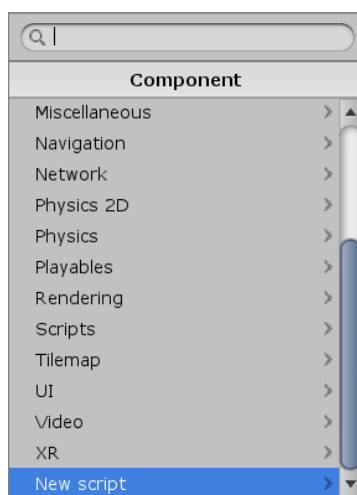 Component
Miscellaneous
Navigation
Network
Physics 2D
Physics
Playables
Rendering
Scripts
Tilemap
UI
Video
XR
New script